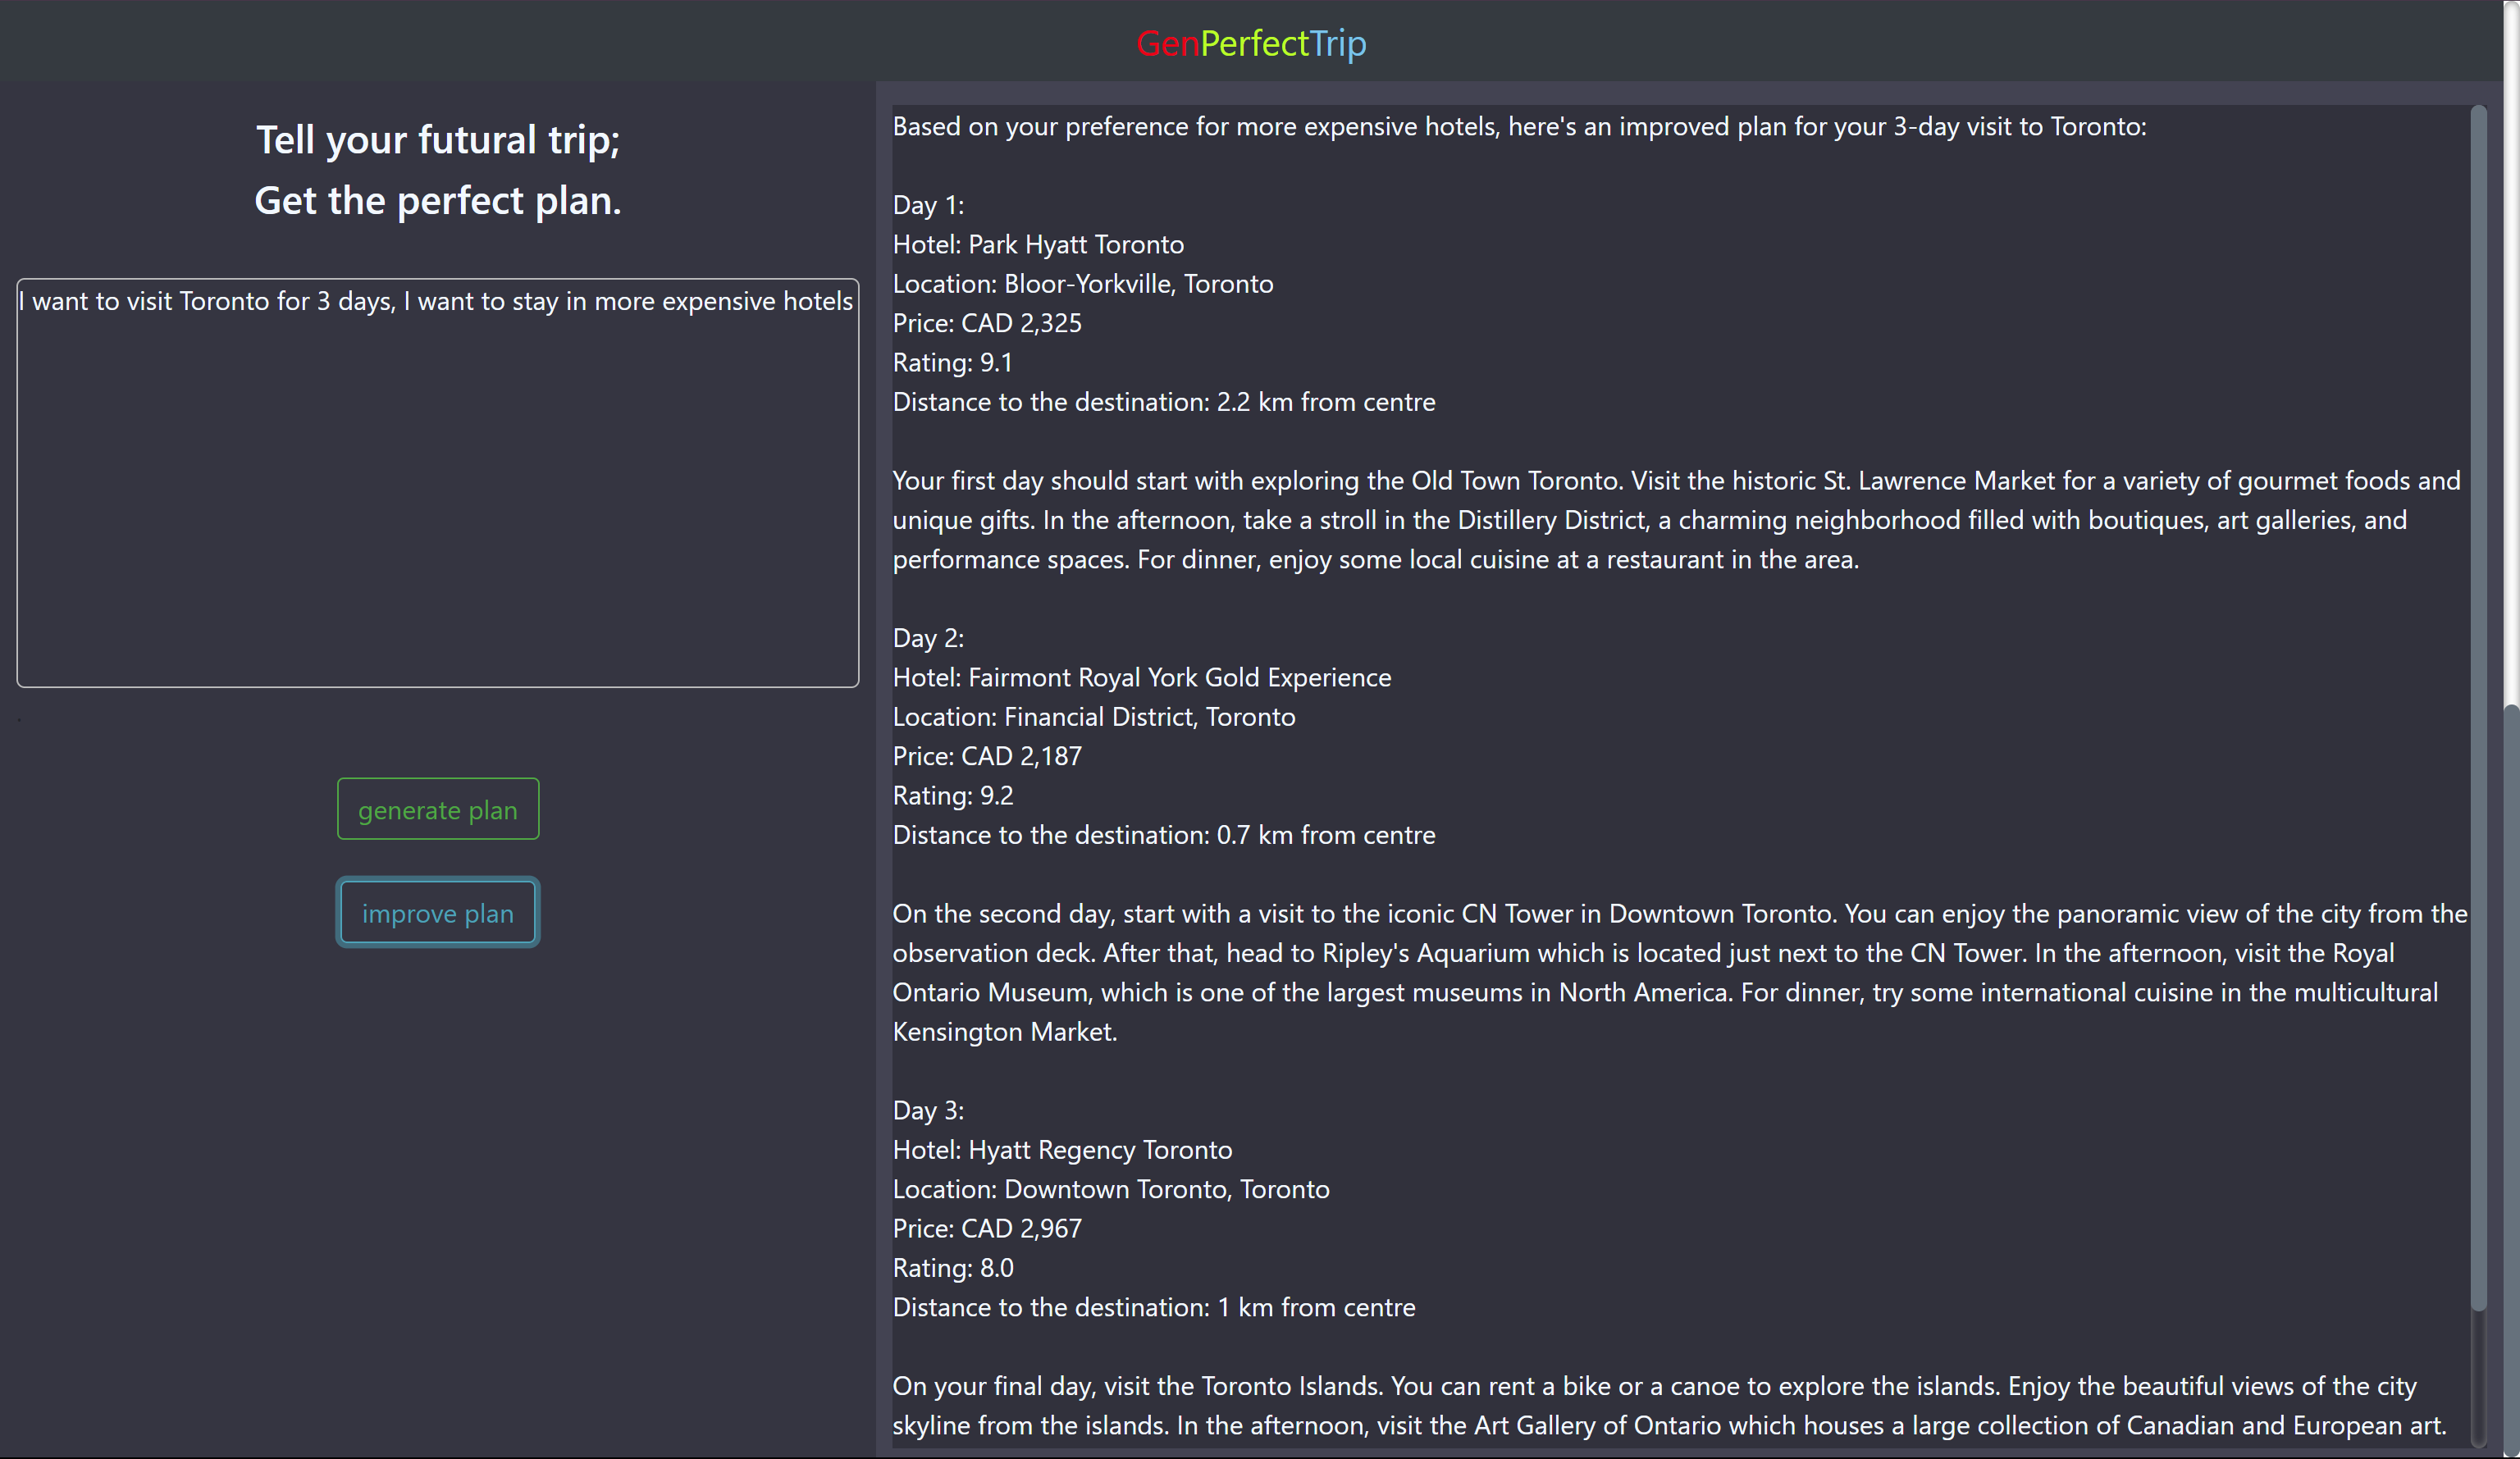 GenPerfectTrip
Tell your futural trip;
Get the perfect plan.
I want to visit Toronto for 3 days, I want to stay in more expensive hotels
.
generate plan
improve plan
Based on your preference for more expensive hotels, here's an improved plan for your 3-day visit to Toronto:
Day 1:
Hotel: Park Hyatt Toronto
Location: Bloor-Yorkville, Toronto
Price: CAD 2,325
Rating: 9.1
Distance to the destination: 2.2 km from centre
Your first day should start with exploring the Old Town Toronto. Visit the historic St. Lawrence Market for a variety of gourmet foods and
unique gifts. In the afternoon, take a stroll in the Distillery District, a charming neighborhood filled with boutiques, art galleries, and
performance spaces. For dinner, enjoy some local cuisine at a restaurant in the area.
Day 2:
Hotel: Fairmont Royal York Gold Experience
Location: Financial District, Toronto
Price: CAD 2,187
Rating: 9.2
Distance to the destination: 0.7 km from centre
On the second day, start with a visit to the iconic CN Tower in Downtown Toronto. You can enjoy the panoramic view of the city from the
observation deck. After that, head to Ripley's Aquarium which is located just next to the CN Tower. In the afternoon, visit the Royal
Ontario Museum, which is one of the largest museums in North America. For dinner, try some international cuisine in the multicultural
Kensington Market.
Day 3:
Hotel: Hyatt Regency Toronto
Location: Downtown Toronto, Toronto
Price: CAD 2,967
Rating: 8.0
Distance to the destination: 1 km from centre
On your final day, visit the Toronto Islands. You can rent a bike or a canoe to explore the islands. Enjoy the beautiful views of the city
skyline from the islands. In the afternoon, visit the Art Gallery of Ontario which houses a large collection of Canadian and European art.